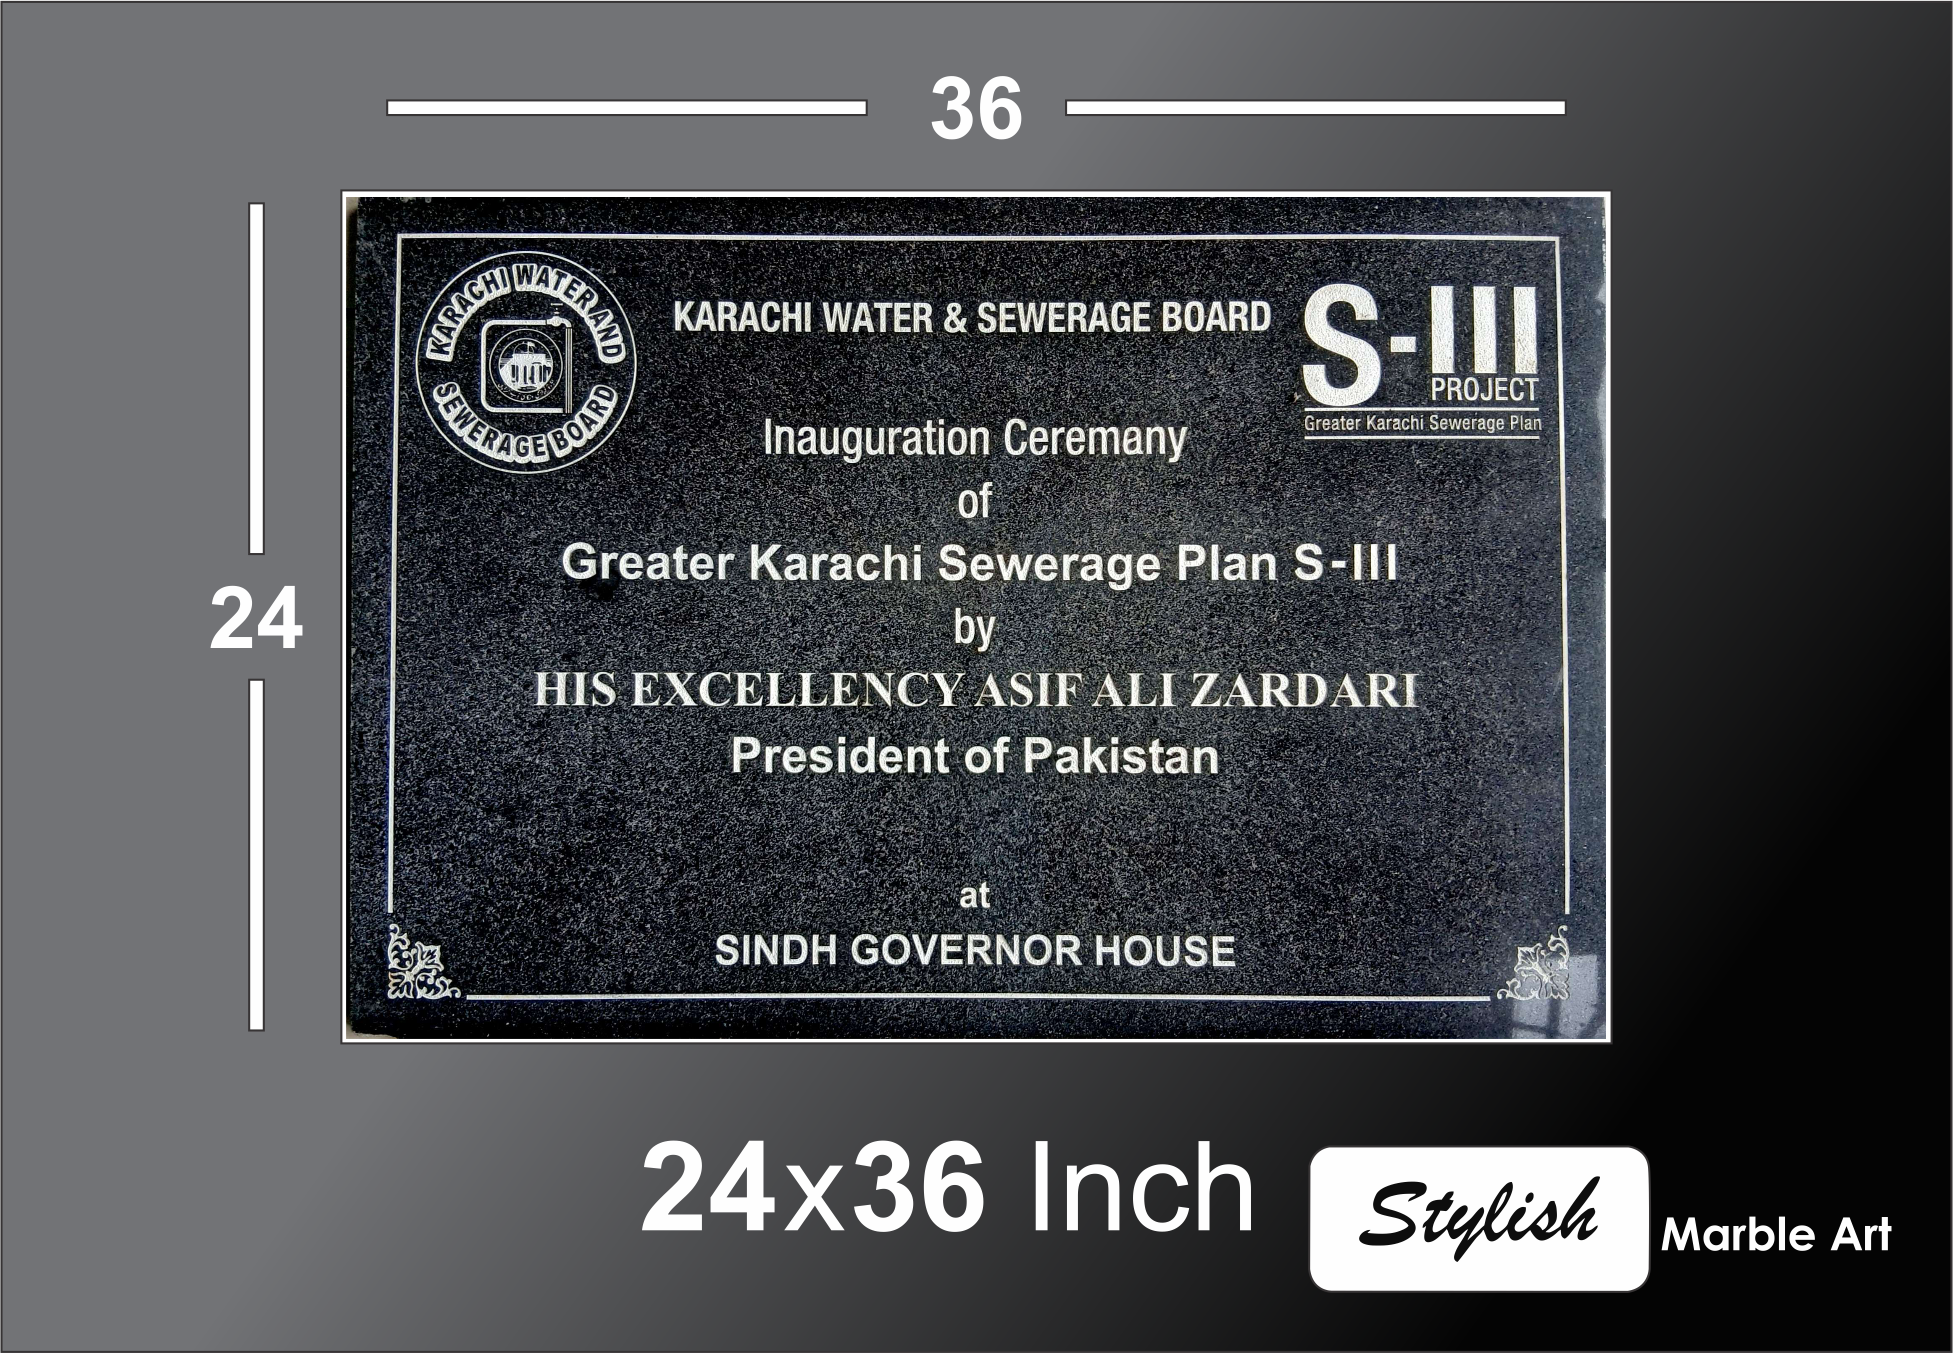 36
24
KARACHI WATER AND
SEWERAGE BOARD
KARACHI WATER & SEWERAGE BOARD
S-III
PROJECT
Greater Karachi Sewerage Plan
Inauguration Ceremany
of
Greater Karachi Sewerage Plan S-III
by
HIS EXCELLENCY ASIF ALI ZARDARI
President of Pakistan
at
SINDH GOVERNOR HOUSE
24x36 Inch
Stylish Marble Art